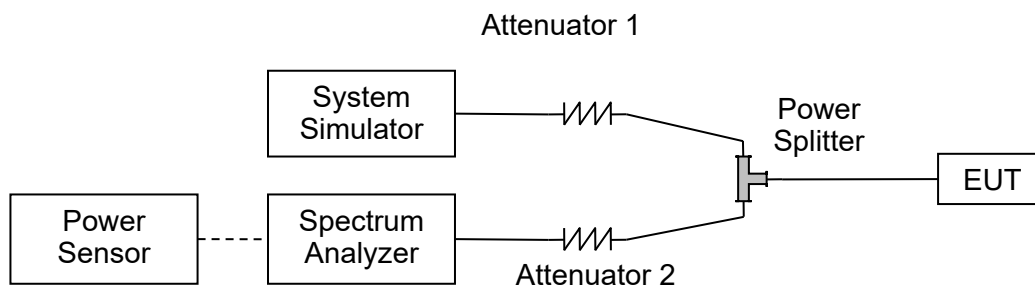 Attenuator 1
System
Simulator
Power
Splitter
EUT
Power
Sensor
Spectrum
Analyzer
Attenuator 2